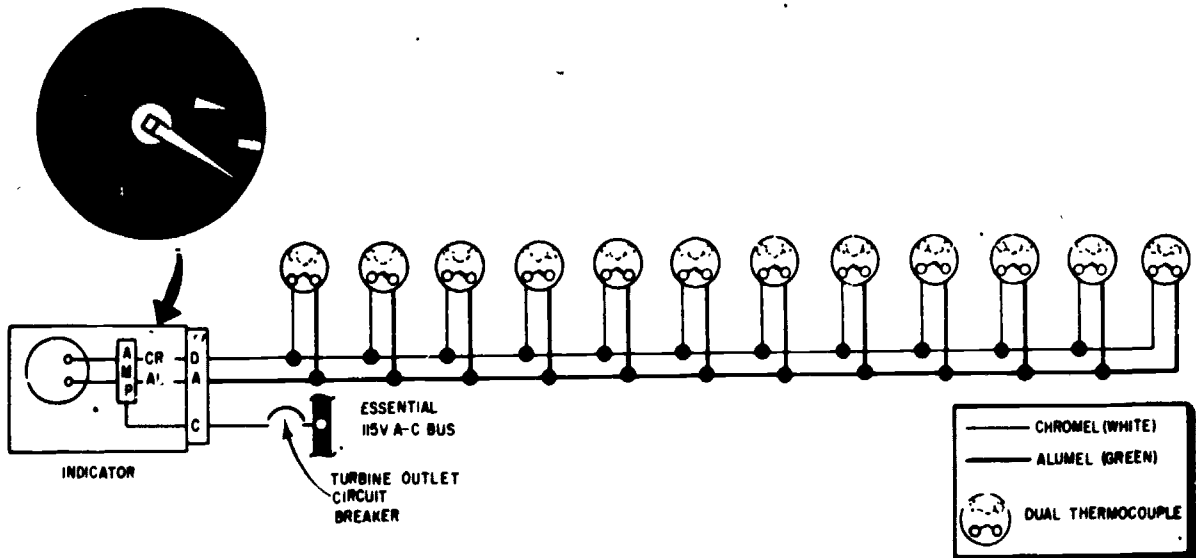 A
M
P
CR
AL
D
A
C
INDICATOR
ESSENTIAL
115V A-C BUS
TURBINE OUTLET
CIRCUIT
BREAKER
CHROMEL (WHITE)
ALUMEL (GREEN)
DUAL THERMOCOUPLE